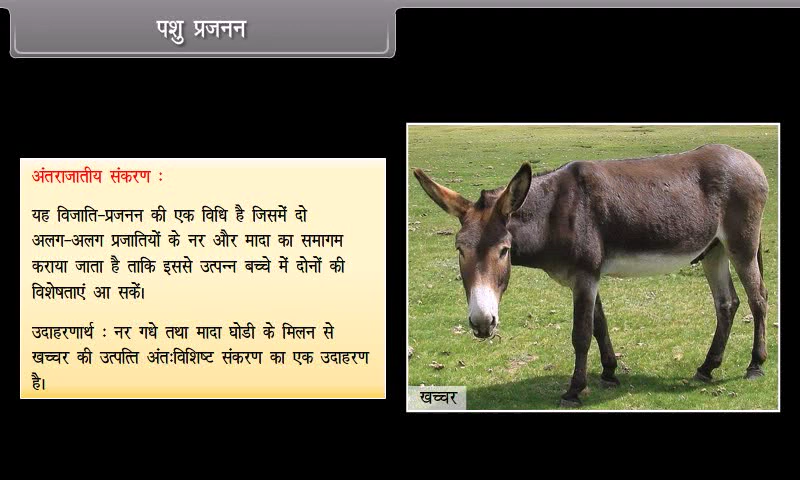 पशु प्रजनन
अंतराजातीय संकरण :
यह विजाति-प्रजनन की एक विधि है जिसमें दो
अलग-अलग प्रजातियों के नर और मादा का समागम
कराया जाता है ताकि इससे उत्पन्न बच्चे में दोनों की
विशेषताएं आ सकें।
उदाहरणार्थ : नर गधे तथा मादा घोडी के मिलन से
खच्चर की उत्पत्ति अंतःविशिष्ट संकरण का एक उदाहरण
है।
खच्चर